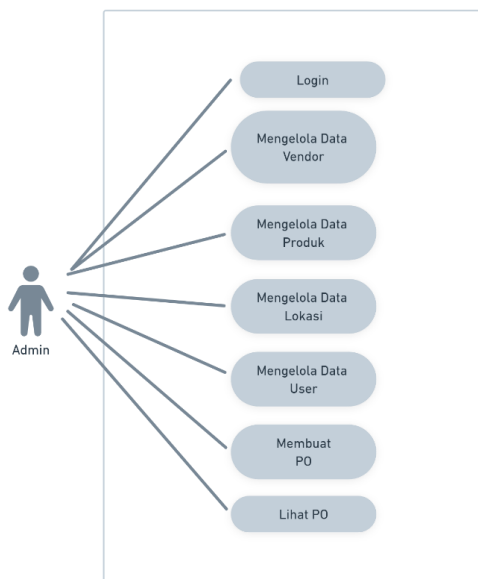 Login
Mengelola Data
Vendor
Mengelola Data
Produk
Mengelola Data
Lokasi
Admin
Mengelola Data
User
Membuat
PO
Lihat PO